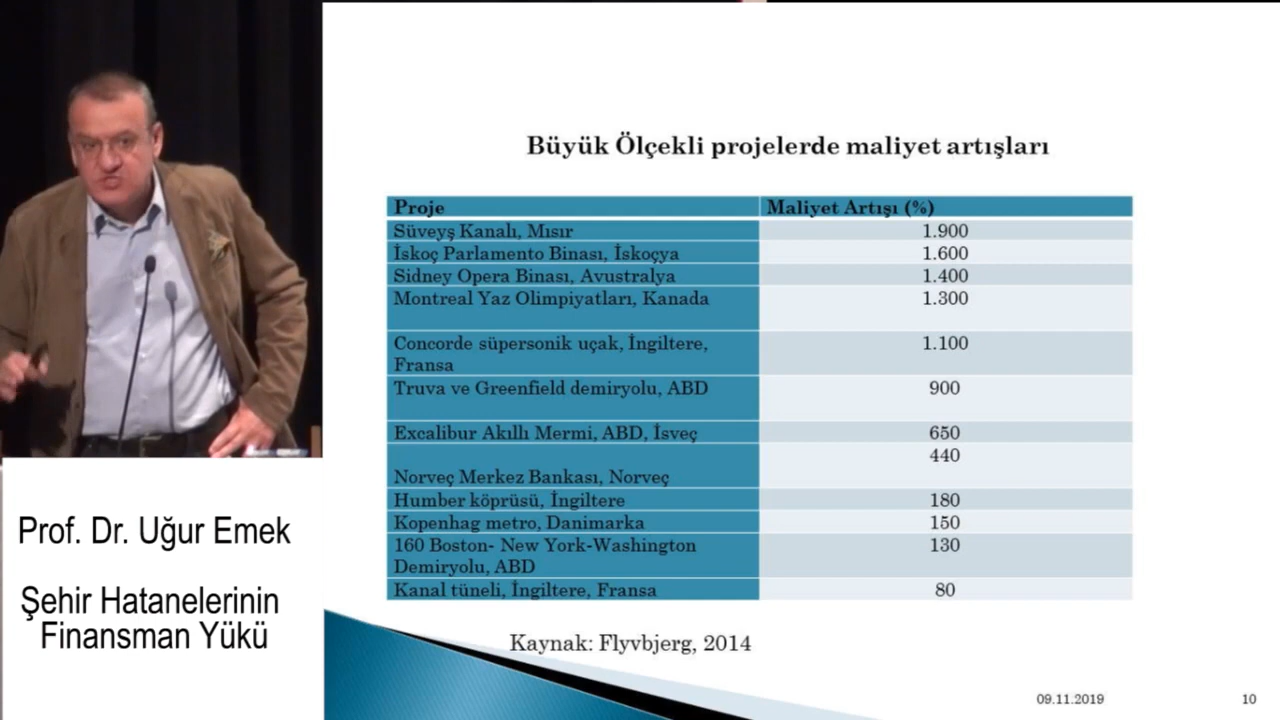 Büyük Ölçekli projelerde maliyet artışları
Proje Maliyet Artışı (%)
Süveyş Kanalı, Mısır 1.900
İskoç Parlamento Binası, İskoçya 1.600
Sidney Opera Binası, Avustralya 1.400
Montreal Yaz Olimpiyatları, Kanada 1.300
Concorde süpersonik uçak, İngiltere, 1.100
Fransa
Truva ve Greenfield demiryolu, ABD 900
Excalibur Akıllı Mermi, ABD, İsveç 650
440
Norveç Merkez Bankası, Norveç
Humber köprüsü, İngiltere 180
Kopenhag metro, Danimarka 150
160 Boston- New York-Washington 130
Demiryolu, ABD
Kanal tüneli, İngiltere, Fransa 80
Kaynak: Flyvbjerg, 2014
09.11.2019 10
Prof. Dr. Uğur Emek
Şehir Hatanelerinin
Finansman Yükü